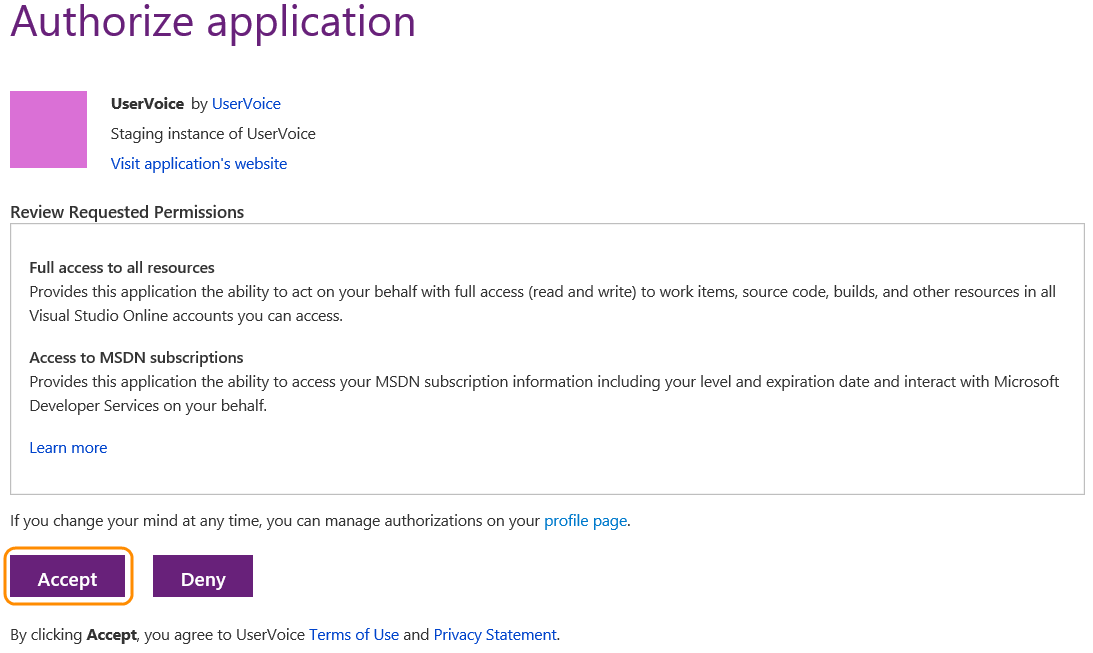 Authorize application
UserVoice by UserVoice
Staging instance of UserVoice
Visit application's website
Review Requested Permissions
Full access to all resources
Provides this application the ability to act on your behalf with full access (read and write) to work items, source code, builds, and other resources in all
Visual Studio Online accounts you can access.
Access to MSDN subscriptions
Provides this application the ability to access your MSDN subscription information including your level and expiration date and interact with Microsoft
Developer Services on your behalf.
Learn more
If you change your mind at any time, you can manage authorizations on your profile page.
Accept Deny
By clicking Accept, you agree to UserVoice Terms of Use and Privacy Statement.